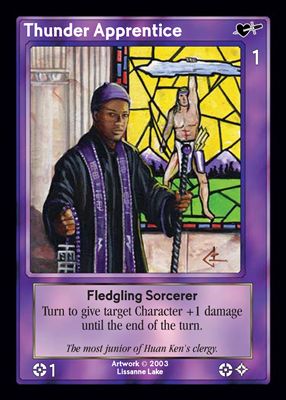 Thunder Apprentice
1
Fledgling Sorcerer
Turn to give target Character +1 damage
until the end of the turn.
The most junior of Huan Ken's clergy.
Artwork © 2003
Lissanne Lake
1